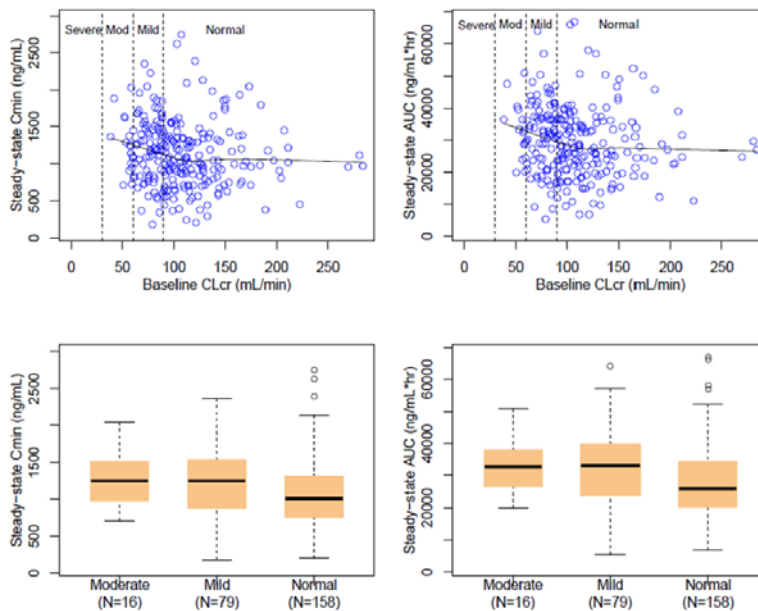 Severe Mod Mild Normal
Steady-state Cmin (ng/mL)
2500
1500
500
0
0 50 100 150 200 250
Baseline CLcr (mL/min)
Severe Mod Mild Normal
Steady-state AUC (ng/mL*hr)
60000
40000
20000
0
0 50 100 150 200 250
Baseline CLcr (mL/min)
Steady-state Cmin (ng/mL)
2500
1500
500
0
Moderate Mild Normal
(N=16) (N=79) (N=158)
Steady-state AUC (ng/mL*hr)
60000
40000
20000
0
Moderate Mild Normal
(N=16) (N=79) (N=158)